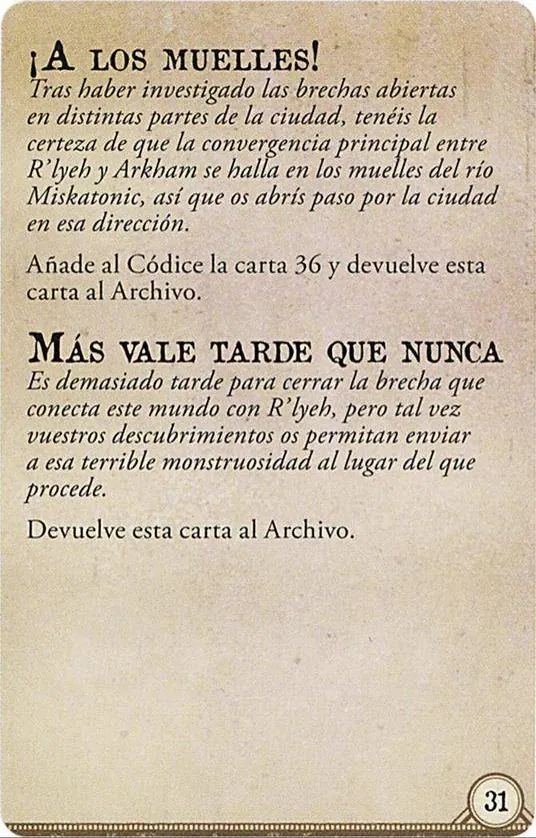 ¡A LOS MUELLES!
Tras haber investigado las brechas abiertas
en distintas partes de la ciudad, tenéis la
certeza de que la convergencia principal entre
R'lyeh y Arkham se halla en los muelles del río
Miskatonic, así que os abrís paso por la ciudad
en esa dirección.
Añade al Códice la carta 36 y devuelve esta
carta al Archivo.
MÁS VALE TARDE QUE NUNCA
Es demasiado tarde para cerrar la brecha que
conecta este mundo con R'lyeh, pero tal vez
vuestros descubrimientos os permitan enviar
a esa terrible monstruosidad al lugar del que
procede.
Devuelve esta carta al Archivo.
31